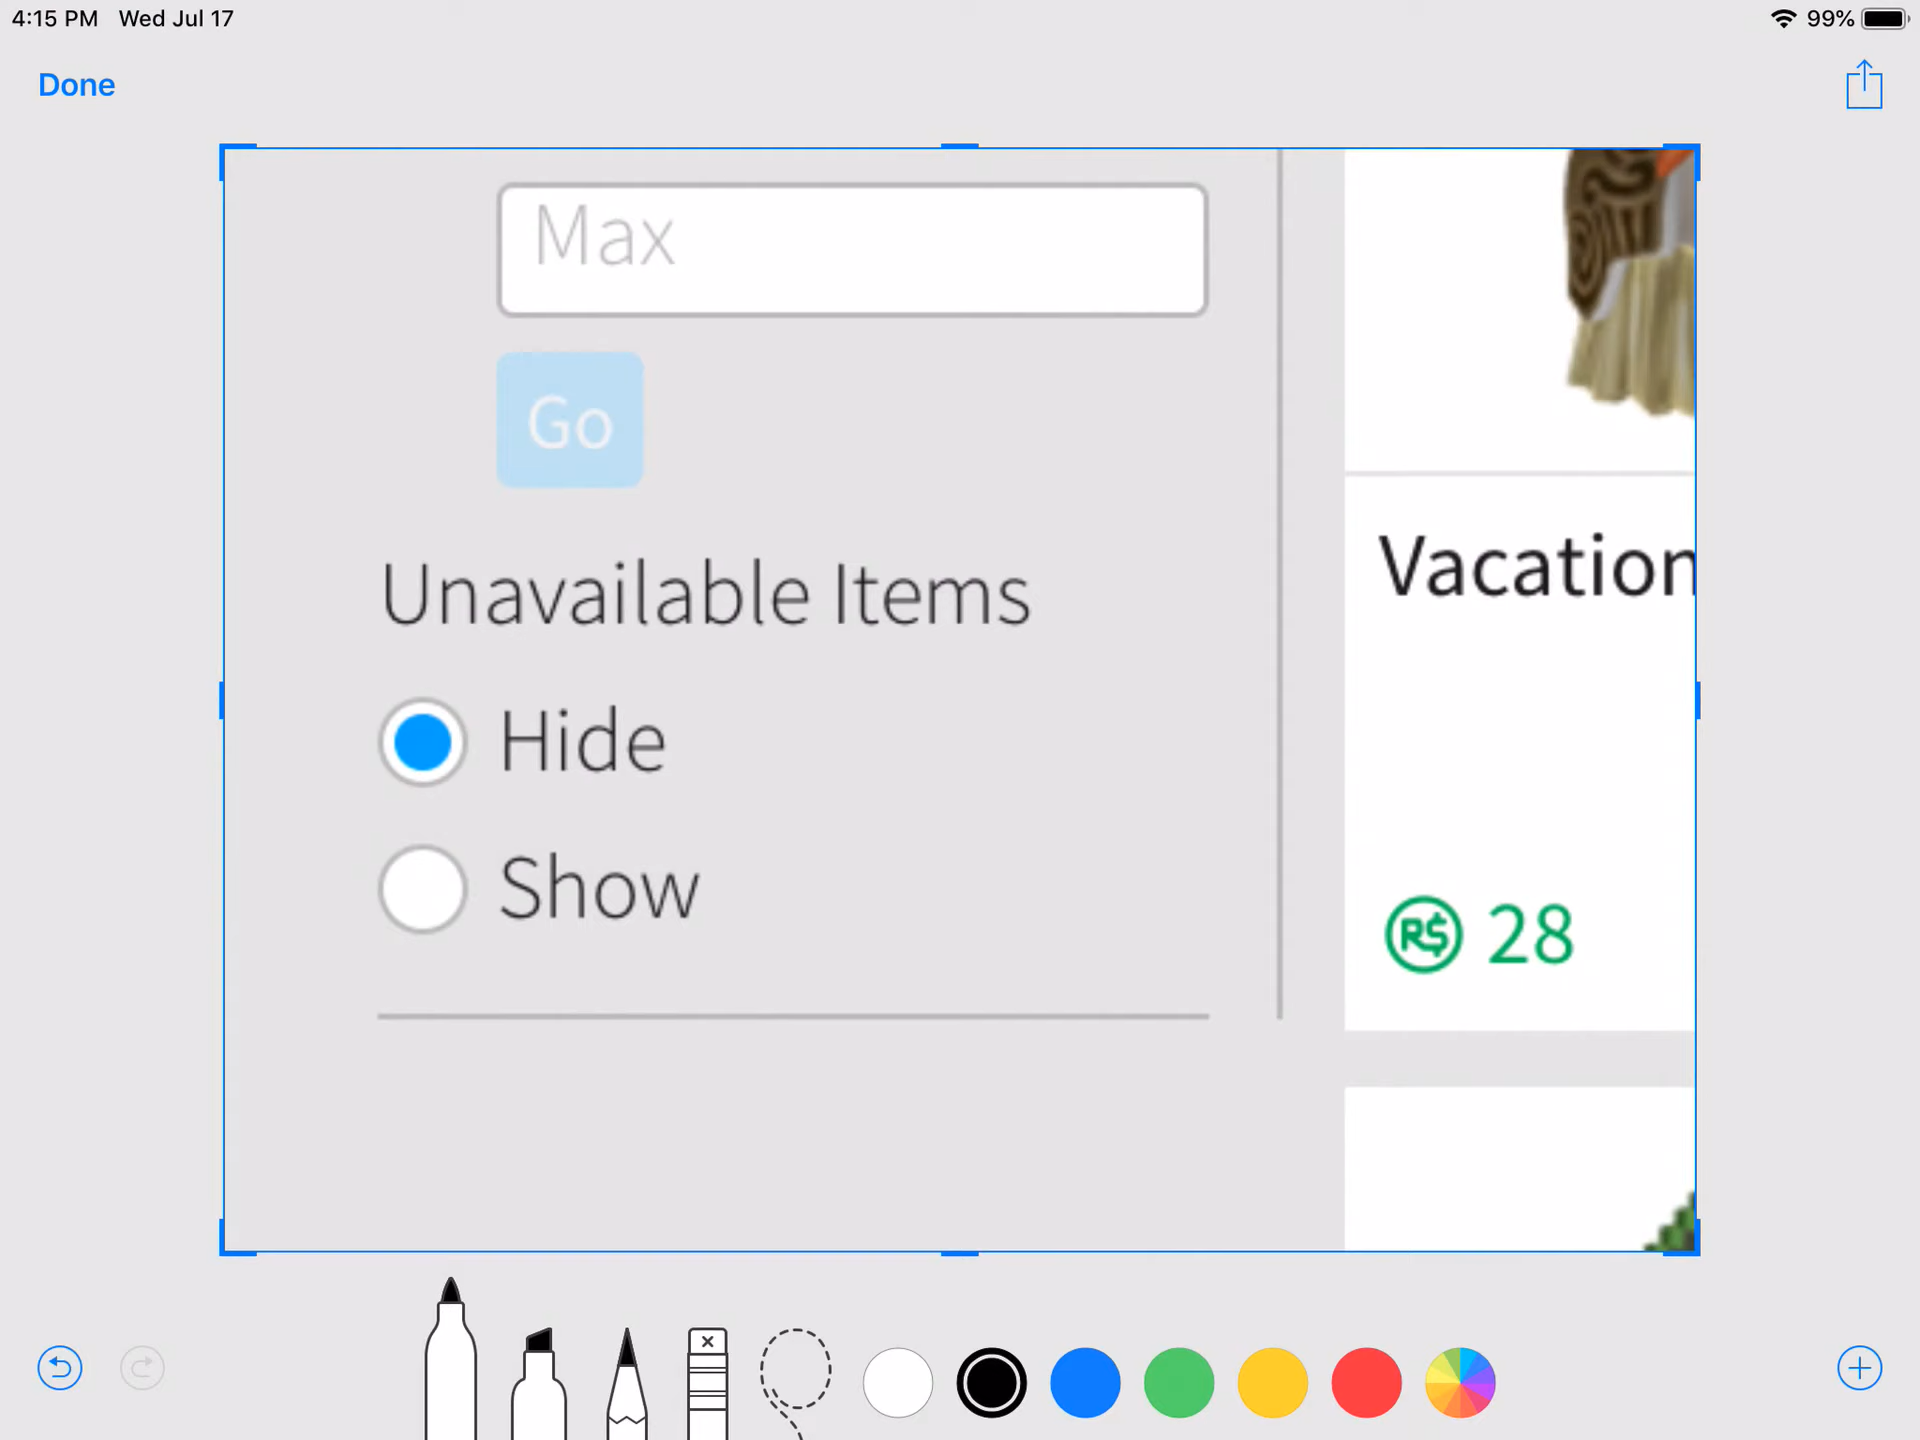 4:15 PM Wed Jul 17
99%
Done
Max
Go
Unavailable Items
Hide
Show
Vacation
R$ 28